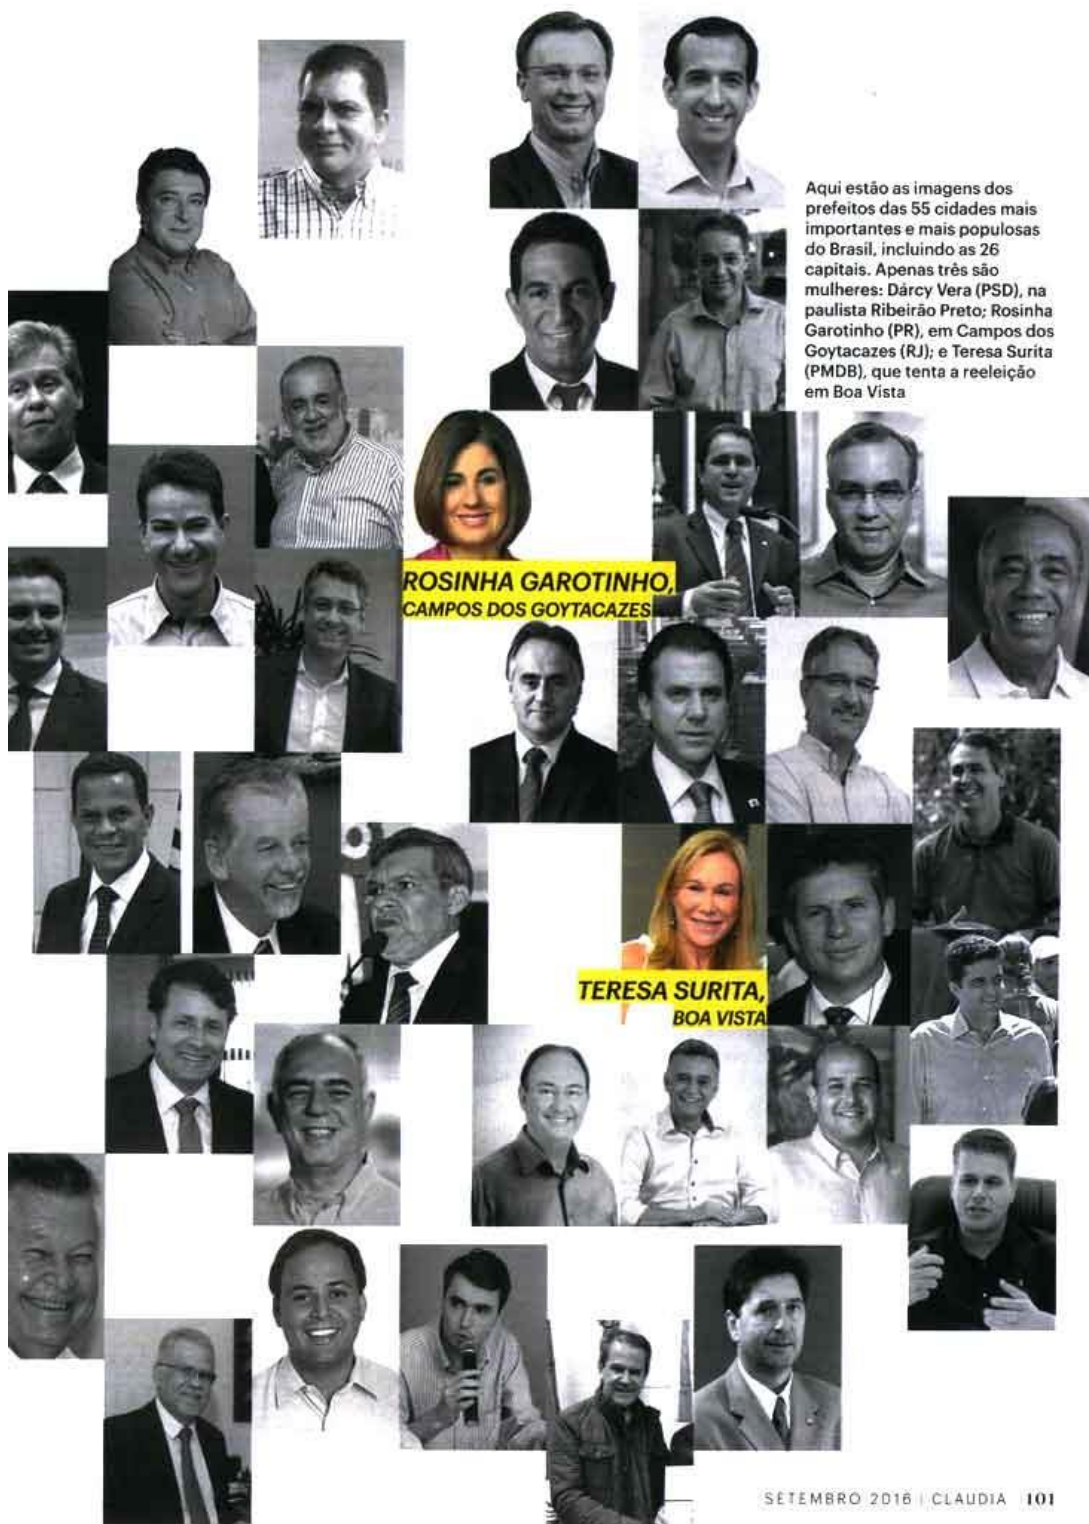 Aqui estão as imagens dos
prefeitos das 55 cidades mais
importantes e mais populosas
do Brasil, incluindo as 26
capitais. Apenas três são
mulheres: Dárcy Vera (PSD), na
paulista Ribeirão Preto; Rosinha
Garotinho (PR), em Campos dos
Goytacazes (RJ); e Teresa Surita
(PMDB), que tenta a reeleição
em Boa Vista
ROSINHA GAROTINHO,
CAMPOS DOS GOYTACAZES
TERESA SURITA,
BOA VISTA
SETEMBRO 2016 | CLAUDIA | 101